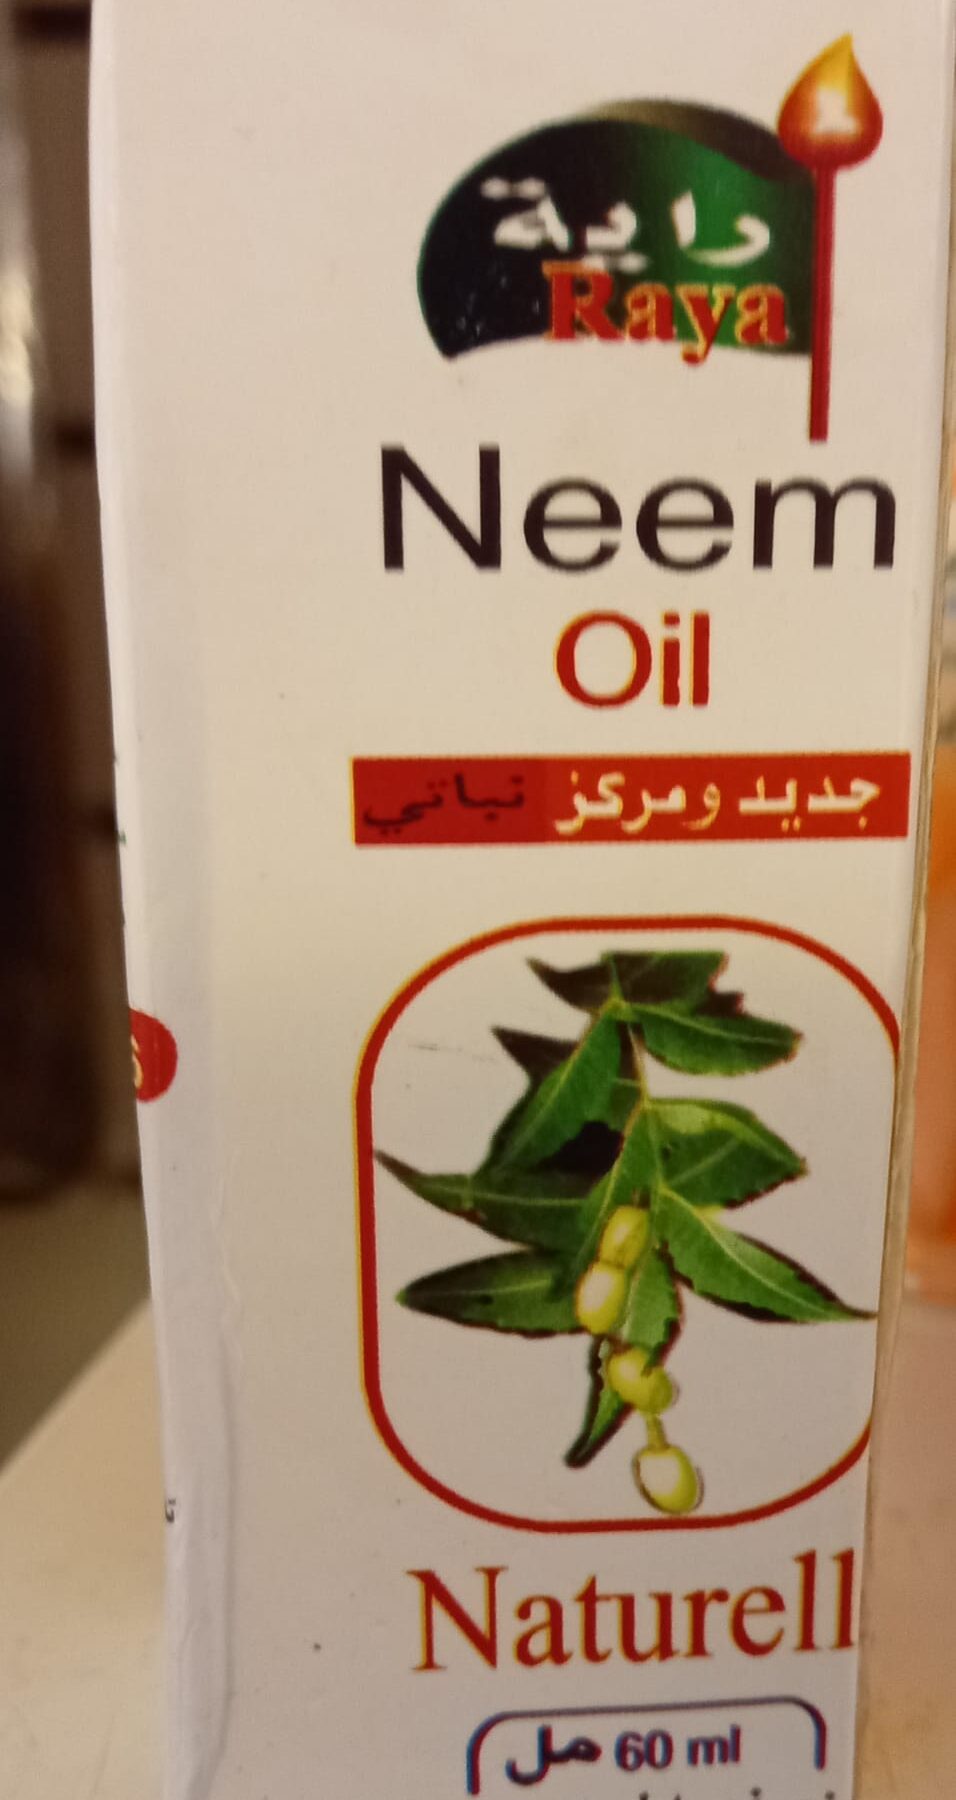 راية
Raya
Neem
Oil
جديد ومركز نباتي
Naturell
60 ml مل